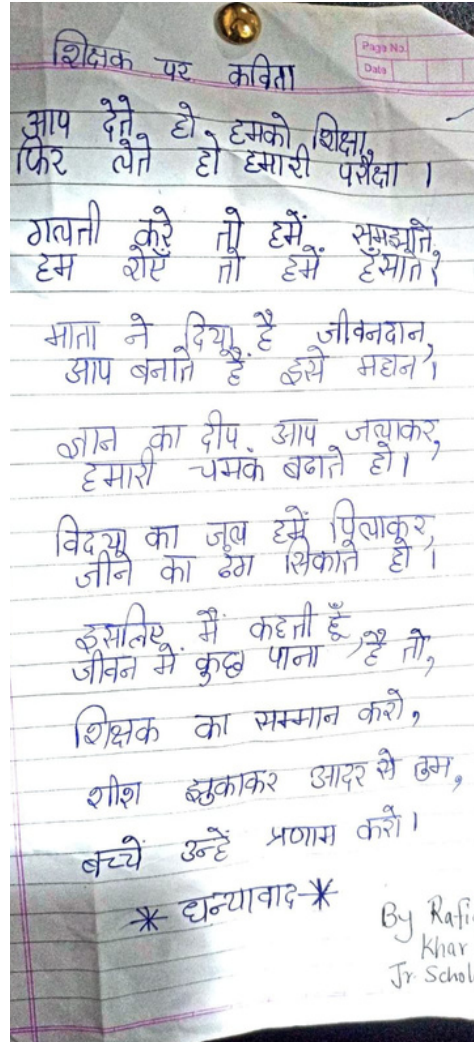 Page No.
Date
शिक्षक पर कविता
आप देते हो हमको शिक्षा,
फिर लेते हो हमारी परीक्षा ।
गलती करे तो हमें समझाते
हम रोएँ तो हमें हँसाते ।
माता ने दिया है जीवनदान,
आप बनाते हैं इसे महान ।
ज्ञान का दीप आप जलाकर,
हमारी चमक बढाते हो ।
विदया का जल हमें पिलाकर,
जीने का ढंग सिकाते हो ।
इसलिए मैं कहती हूँ
जीवन में कुछ पाना है तो,
शिक्षक का सम्मान करो,
शीश झुकाकर आदर से तुम,
बच्चें उन्हें प्रणाम करो ।
* धन्यावाद *
By
Khar
Jr. Schol